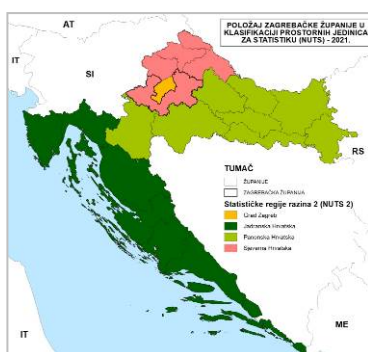 POLOŽAJ ZAGREBAČKE ŽUPANIJE U
KLASIFIKACIJI PROSTORNIH JEDINICA
ZA STATISTIKU (NUTS) - 2021.
AT
IT
SI
RS
TUMAČ
ŽUPANIJE
ZAGREBAČKA ŽUPANIJA
Statističke regije razina 2 (NUTS 2)
Grad Zagreb
Jadranska Hrvatska
Panonska Hrvatska
Sjeverna Hrvatska
IT
ME